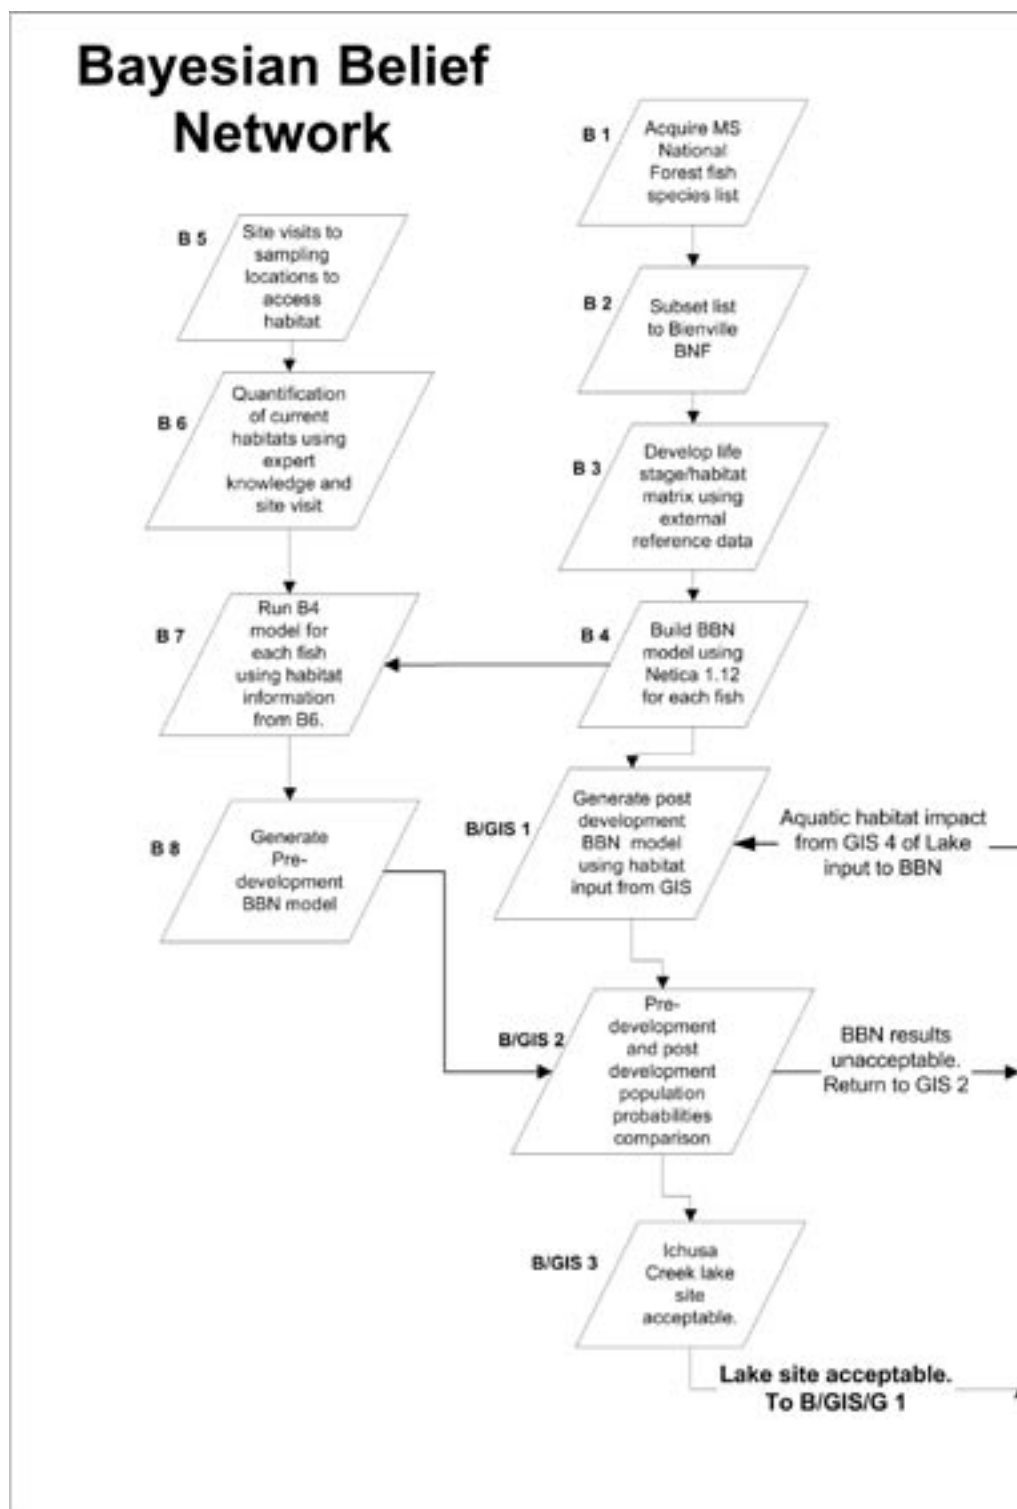 Bayesian Belief
Network
B 1
Acquire MS
National
Forest fish
species list
B 5
Site visits to
sampling
locations to
access
habitat
B 2
Subset list
to Bienville
BNF
B 6
Quantification
of current
habitats using
expert
knowledge and
site visit
B 3
Develop life
stage/habitat
matrix using
external
reference data
B 7
Run B4
model for
each fish
using habitat
information
from B6.
B 4
Build BBN
model using
Netica 1.12
for each fish
B/GIS 1
Generate post
development
BBN model
using habitat
input from GIS
Aquatic habitat impact
from GIS 4 of Lake
input to BBN
B 8
Generate
Pre-
development
BBN model
B/GIS 2
Pre-
development
and post
development
population
probabilities
comparison
BBN results
unacceptable.
Return to GIS 2
B/GIS 3
Ichusa
Creek lake
site
acceptable.
Lake site acceptable.
To B/GIS/G 1